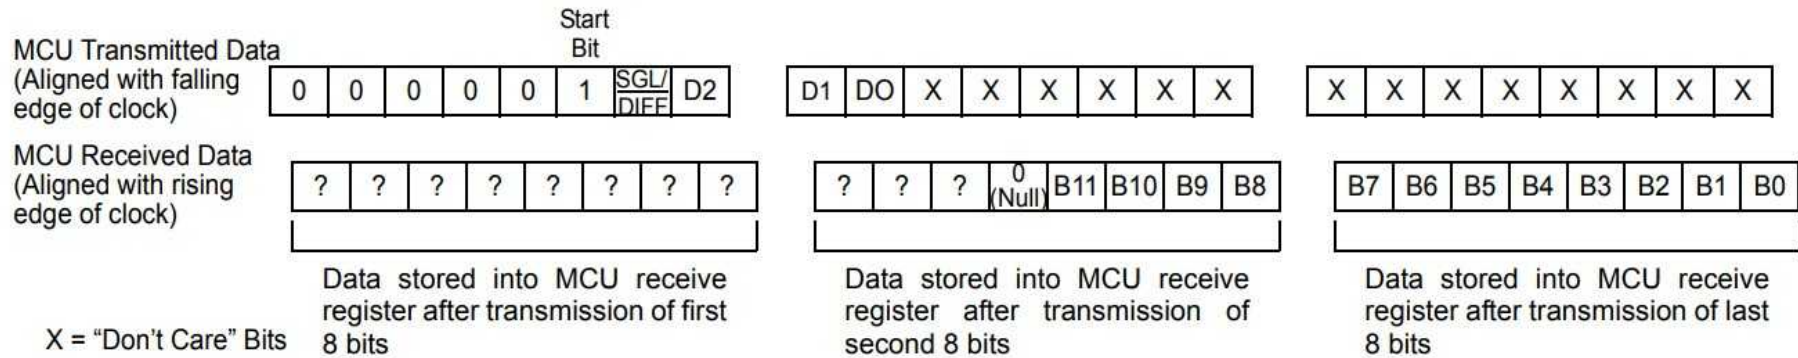 Start
Bit
MCU Transmitted Data
(Aligned with falling
edge of clock)
0 0 0 0 0 1 SGL/DIFF D2 D1 DO X X X X X X X X X X X X X X
MCU Received Data
(Aligned with rising
edge of clock)
? ? ? ? ? ? ? ? ? ? ? 0 (Null) B11 B10 B9 B8 B7 B6 B5 B4 B3 B2 B1 B0
Data stored into MCU receive
register after transmission of first
8 bits
Data stored into MCU receive
register after transmission of
second 8 bits
Data stored into MCU receive
register after transmission of last
8 bits
X = “Don’t Care” Bits